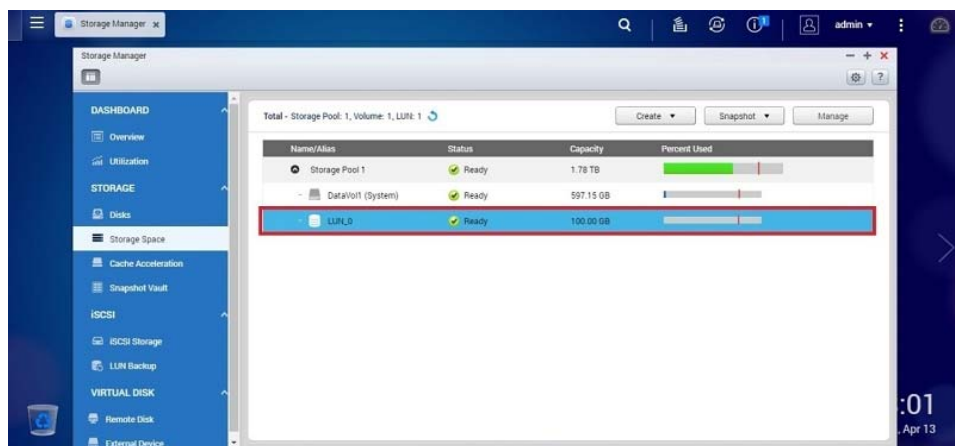 Storage Manager
admin
1
Storage Manager
?
DASHBOARD
Overview
Utilization
STORAGE
Disks
Storage Space
Cache Acceleration
Snapshot Vault
iSCSI
iSCSI Storage
LUN Backup
VIRTUAL DISK
Remote Disk
External Device
Total - Storage Pool: 1, Volume: 1, LUN: 1
Create
Snapshot
Manage
Name/Alias Status Capacity Percent Used
Storage Pool 1 Ready 1.78 TB
- DataVol1 (System) Ready 597.15 GB
- LUN_0 Ready 100.00 GB
:01
, Apr 13